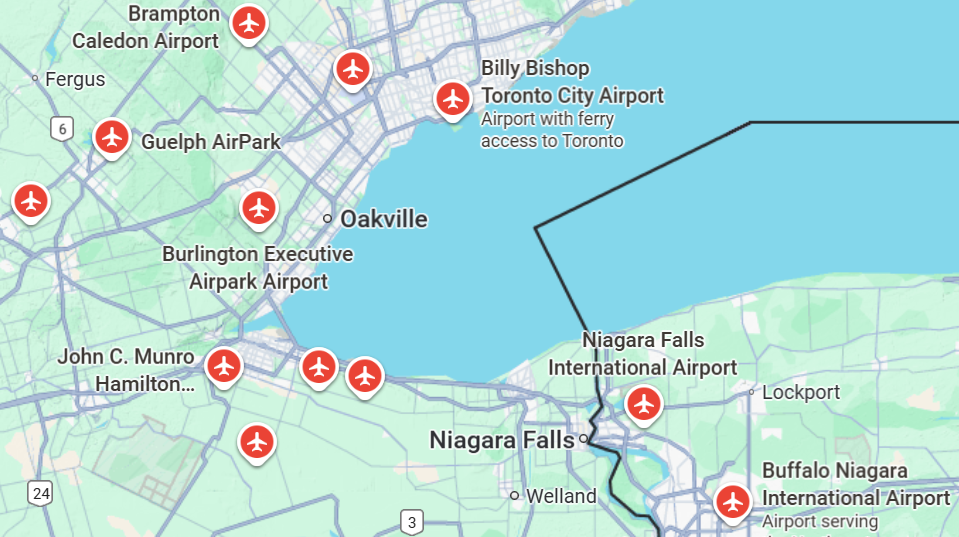 Brampton
Caledon Airport
Fergus
Billy Bishop
Toronto City Airport
Airport with ferry
access to Toronto
6
Guelph AirPark
Oakville
Burlington Executive
Airpark Airport
John C. Munro
Hamilton...
Niagara Falls
International Airport
Lockport
Niagara Falls
Buffalo Niagara
International Airport
Airport serving
24
Welland
3